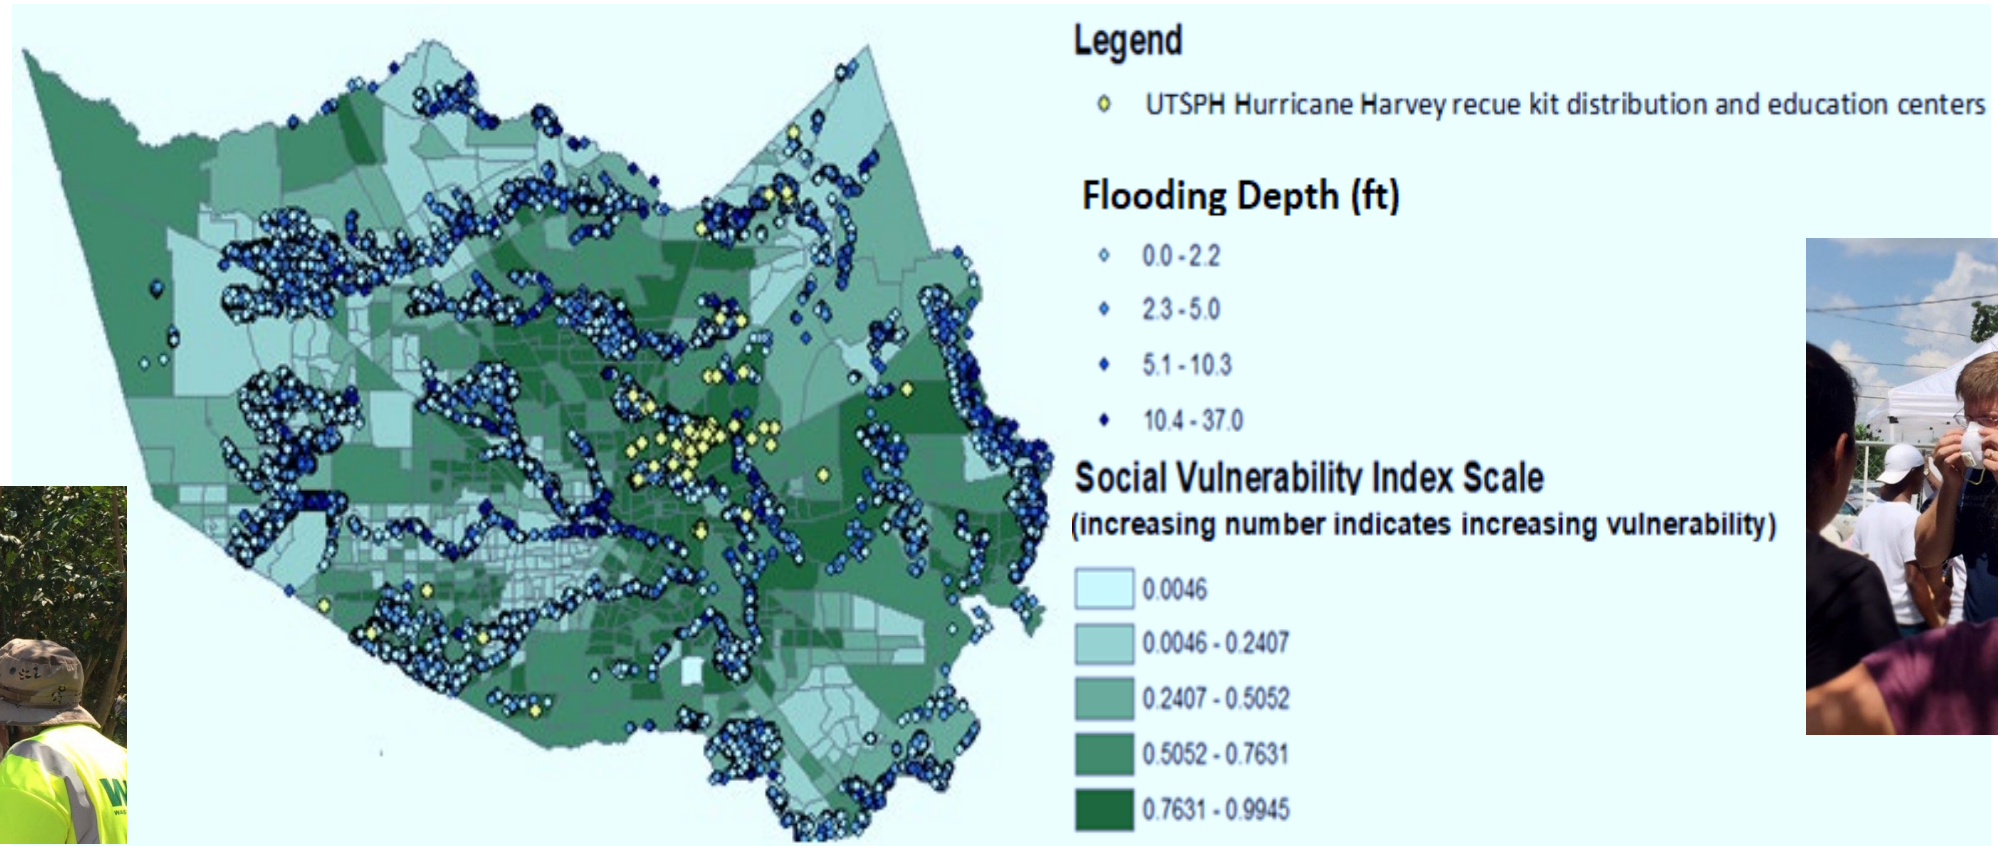 Legend
UTSPH Hurricane Harvey recue kit distribution and education centers
Flooding Depth (ft)
0.0 - 2.2
2.3 - 5.0
5.1 - 10.3
10.4 - 37.0
Social Vulnerability Index Scale
(increasing number indicates increasing vulnerability)
0.0046
0.0046 - 0.2407
0.2407 - 0.5052
0.5052 - 0.7631
0.7631 - 0.9945
W